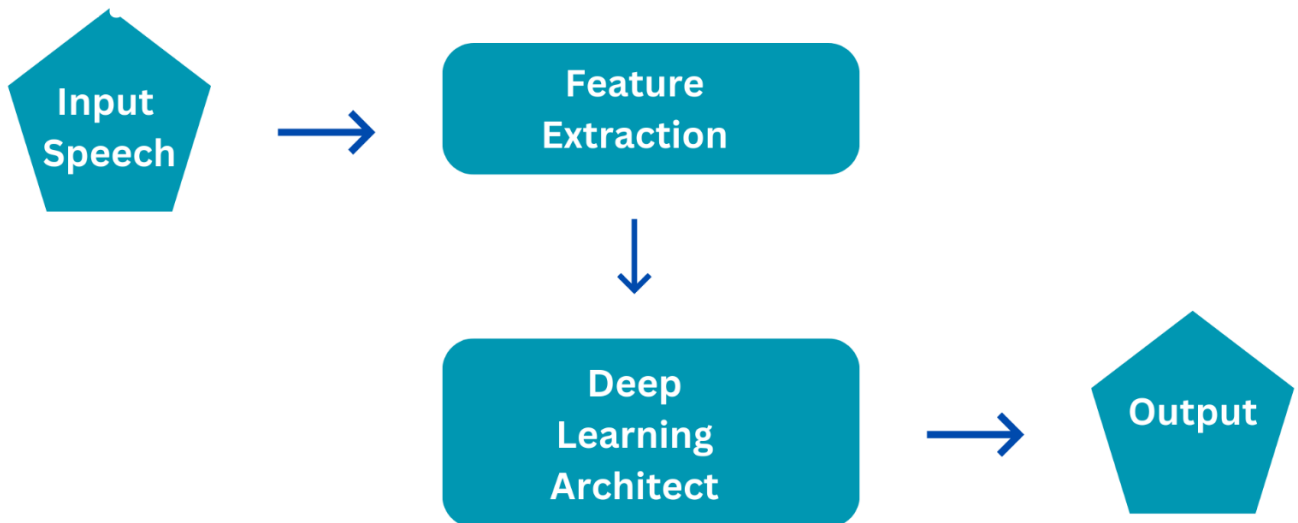 Input
Speech
Feature
Extraction
Deep
Learning
Architect
Output